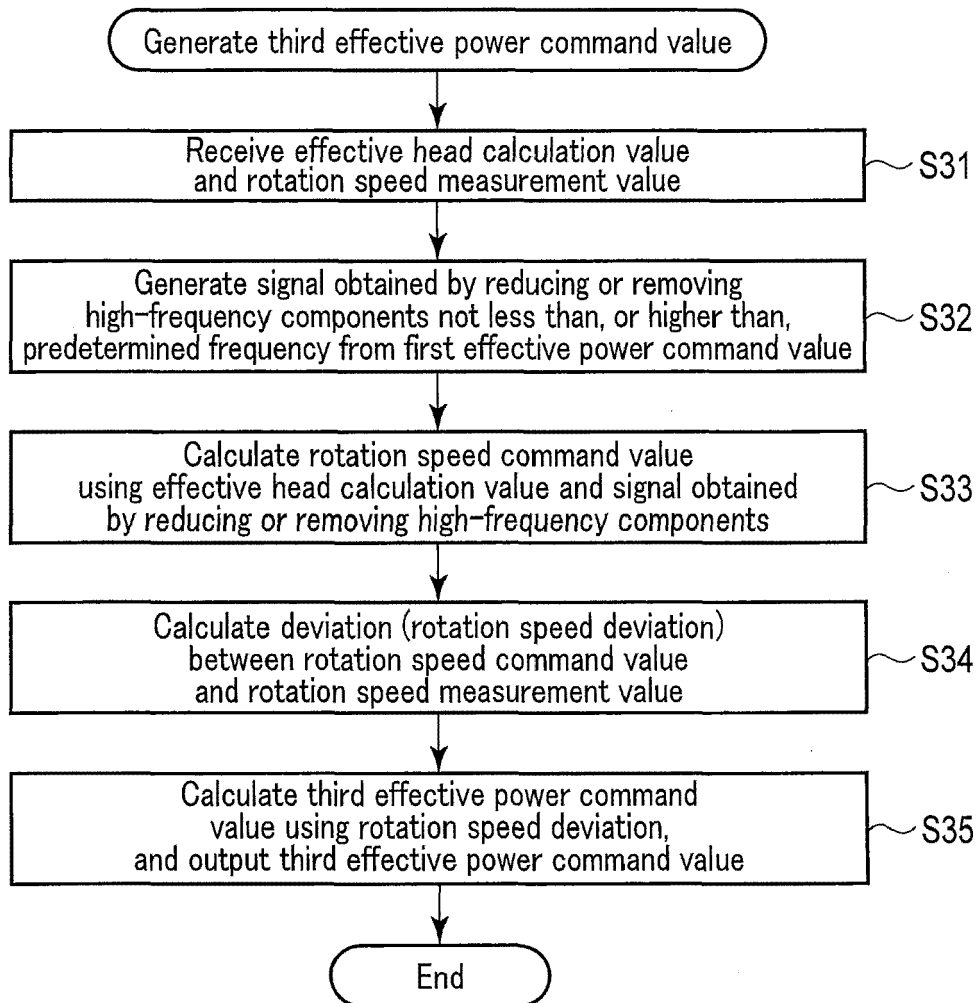 Generate third effective power command value
Receive effective head calculation value
and rotation speed measurement value
S31
Generate signal obtained by reducing or removing
high-frequency components not less than, or higher than,
predetermined frequency from first effective power command value
S32
Calculate rotation speed command value
using effective head calculation value and signal obtained
by reducing or removing high-frequency components
S33
Calculate deviation (rotation speed deviation)
between rotation speed command value
and rotation speed measurement value
S34
Calculate third effective power command
value using rotation speed deviation,
and output third effective power command value
S35
End